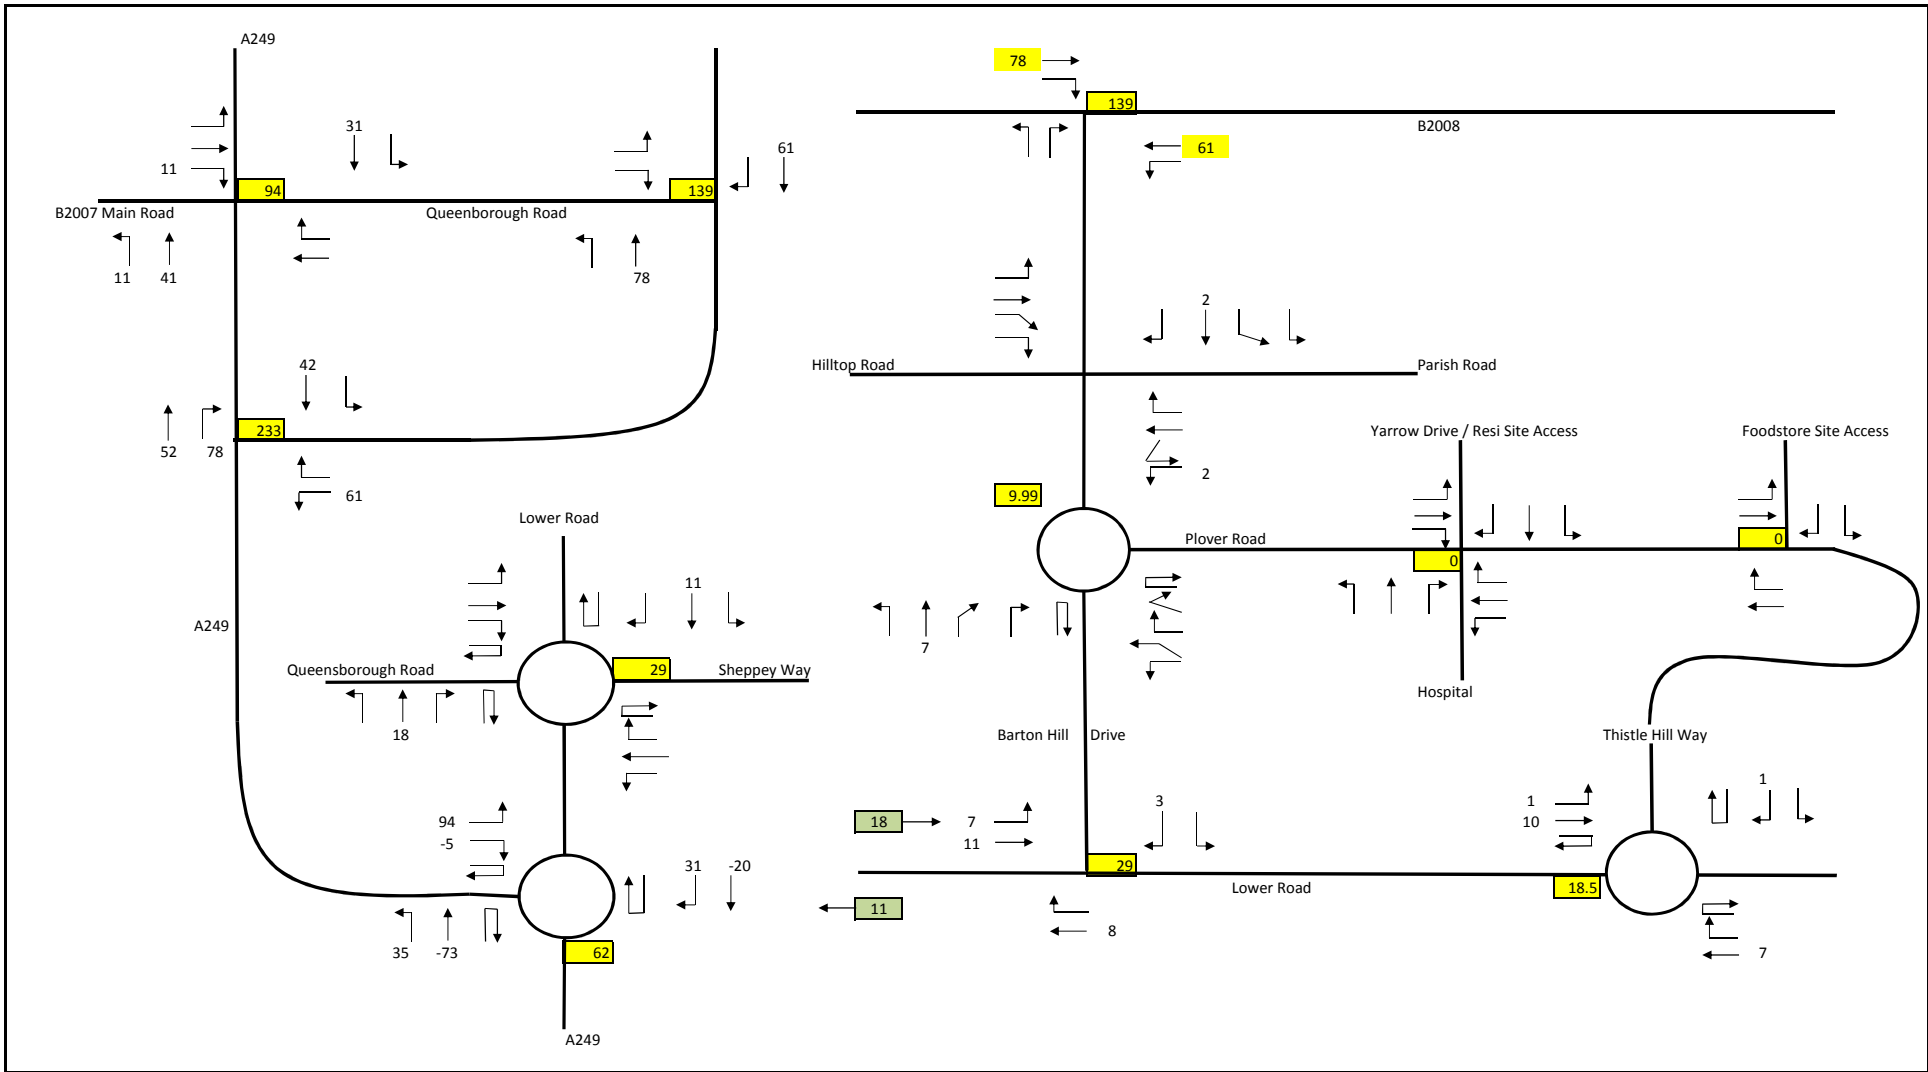 A249
78
139
31
B2008
61
61
11
94
139
B2007 Main Road
Queenborough Road
11
41
78
2
42
Hilltop Road
Parish Road
233
52
78
Yarrow Drive / Resi Site Access
Foodstore Site Access
2
61
9.99
Lower Road
Plover Road
0
0
11
A249
7
29
Queensborough Road
Sheppey Way
Hospital
18
Barton Hill
Drive
Thistle Hill Way
1
3
1
94
18
7
10
-5
11
31
-20
29
Lower Road
18.5
11
8
35
-73
62
7
A249